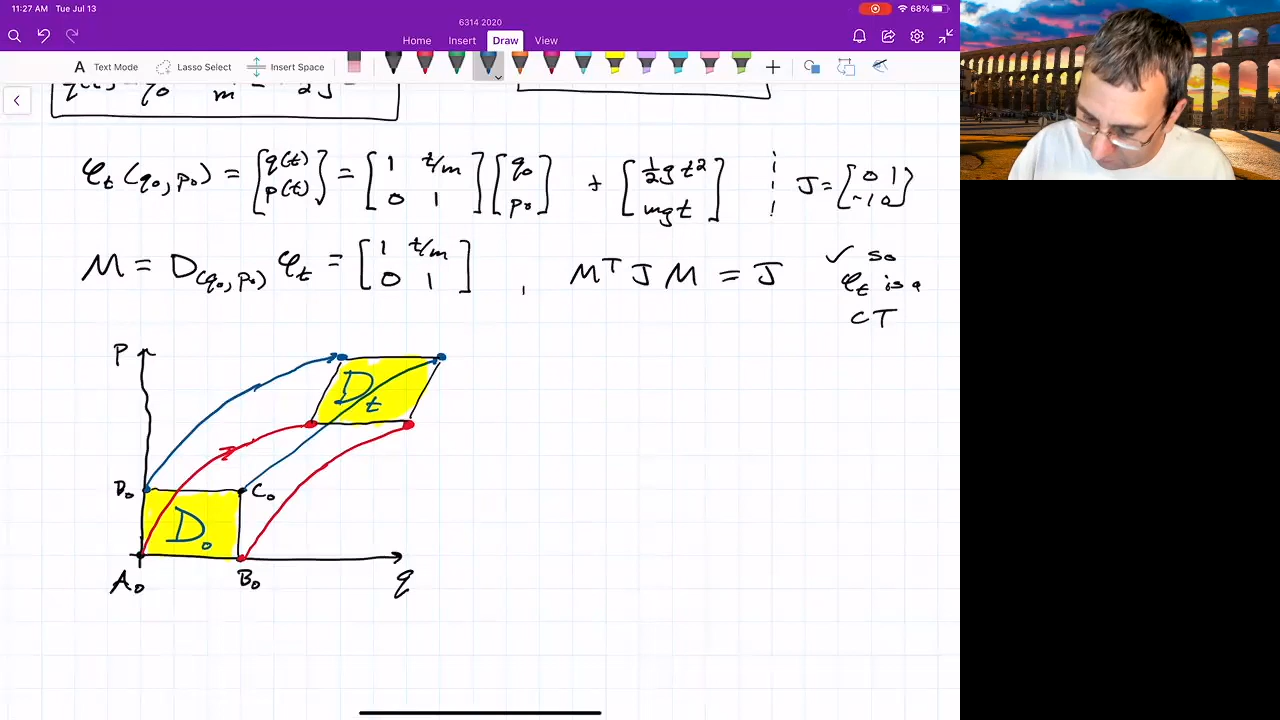 11:27 AM Tue Jul 13
68%
6314 2020
Home Insert Draw View
Text Mode Lasso Select Insert Space
φt (q0, p0) = [q(t) p(t)] = [1 t/m 0 1] [q0 p0] + [½gt² mgt] J = [0 1 -1 0]
M = D(q0, p0) φt = [1 t/m 0 1] , Mᵀ J M = J ✓ so
φt is a
CT
P
Dt
D0 C0
D0
A0 B0 q